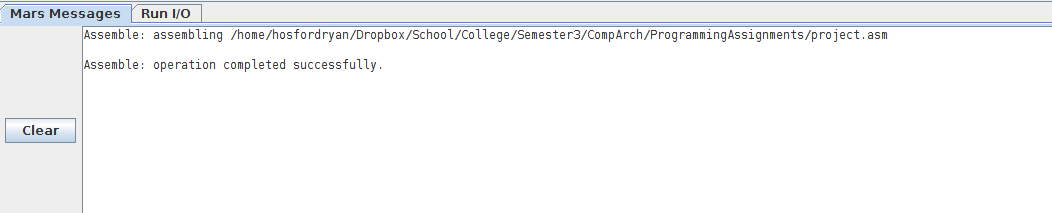 Mars Messages Run I/O
Assemble: assembling /home/hosfordryan/Dropbox/School/College/Semester3/CompArch/ProgrammingAssignments/project.asm
Assemble: operation completed successfully.
Clear